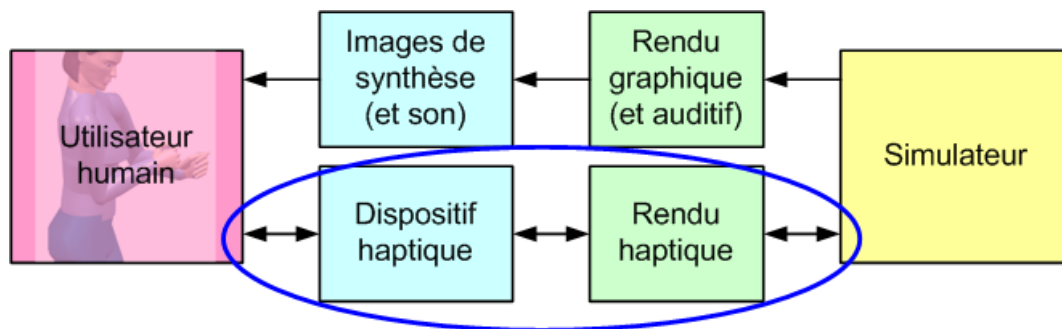 Images de
synthèse
(et son)
Rendu
graphique
(et auditif)
Utilisateur
humain
Simulateur
Dispositif
haptique
Rendu
haptique